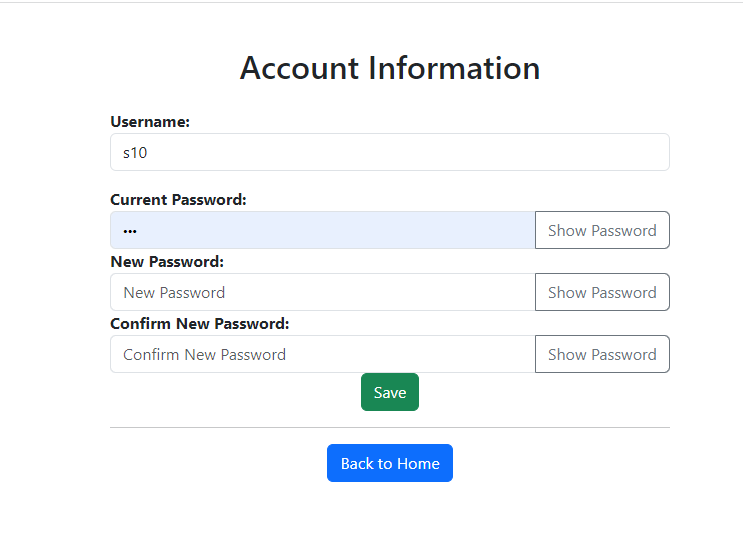 Account Information
Username:
s10
Current Password:
••• Show Password
New Password:
New Password Show Password
Confirm New Password:
Confirm New Password Show Password
Save
Back to Home